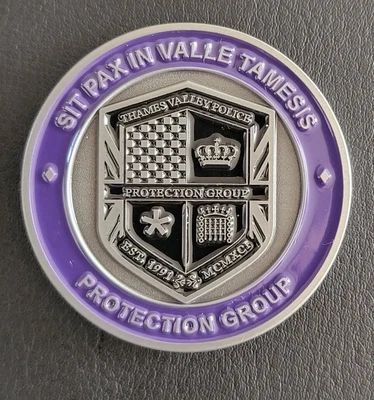 SIT PAX IN VALLE TAMESIS
THAMES VALLEY POLICE
PROTECTION GROUP
EST. 1991 MCMXCI
PROTECTION GROUP